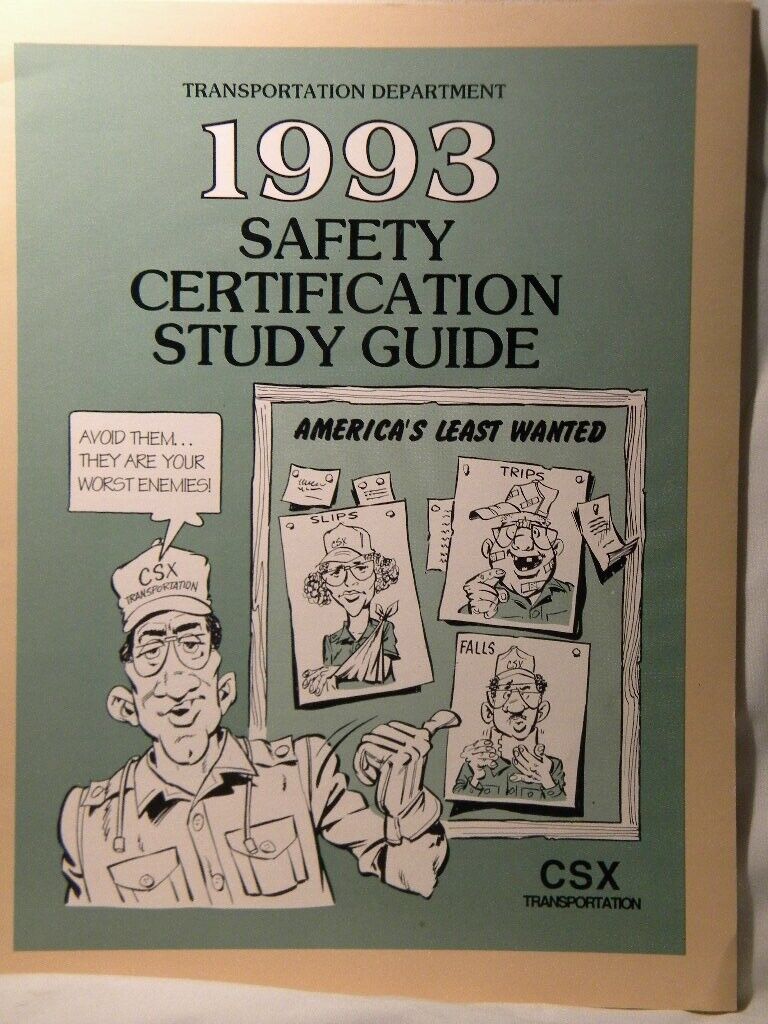 TRANSPORTATION DEPARTMENT
1993
SAFETY
CERTIFICATION
STUDY GUIDE
AVOID THEM...
THEY ARE YOUR
WORST ENEMIES!
AMERICA'S LEAST WANTED
SLIPS
CSX
TRIPS
FALLS
CSX
CSX
TRANSPORTATION
CSX
TRANSPORTATION